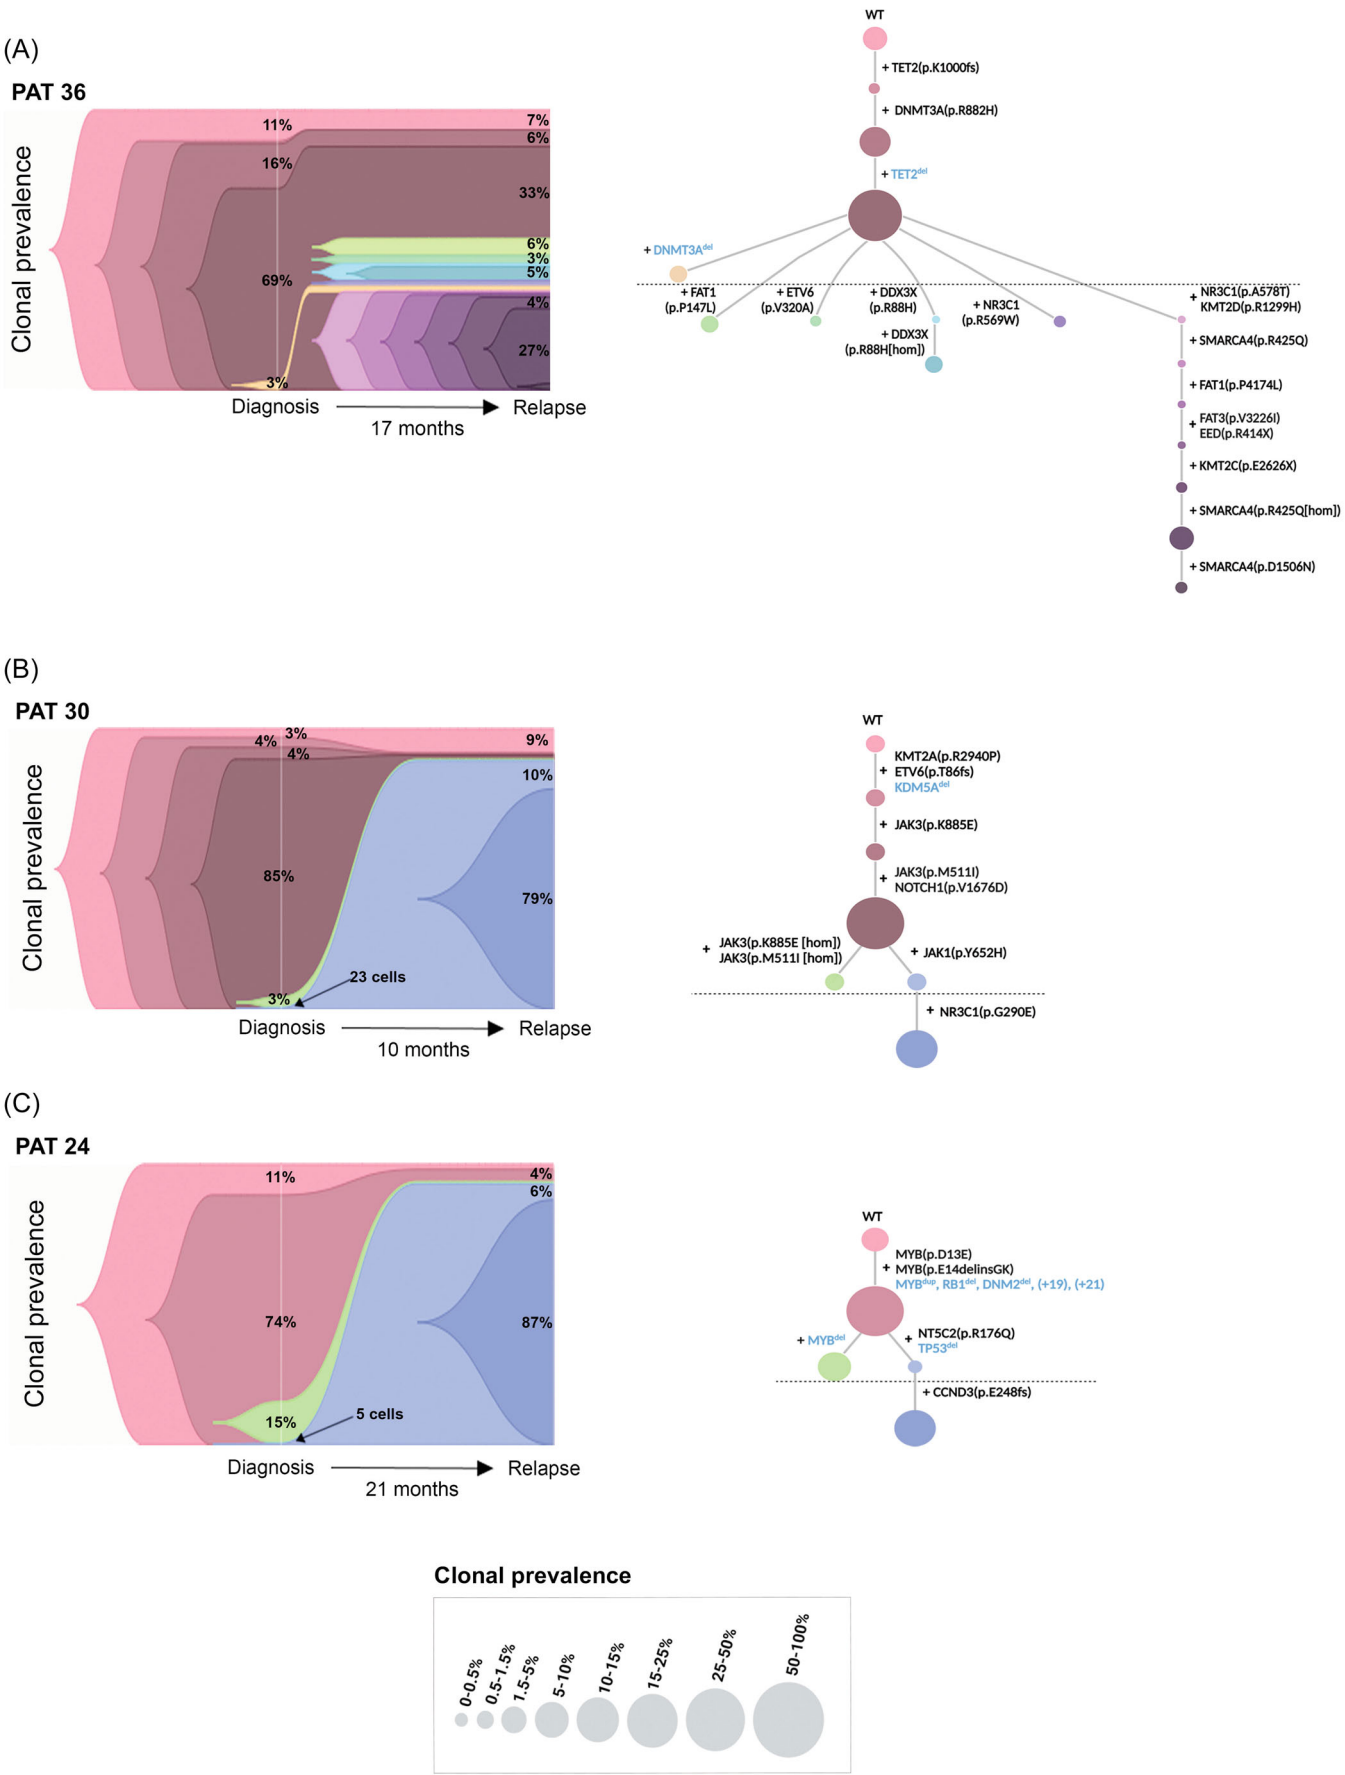 (A)
PAT 36
Clonal prevalence
11%
16%
69%
3%
7%
6%
33%
6%
3%
5%
4%
27%
Diagnosis
Relapse
17 months
WT
+ TET2(p.K1000fs)
+ DNMT3A(p.R882H)
+ TET2del
+ DNMT3Adel
+ FAT1
(p.P147L)
+ ETV6
(p.V320A)
+ DDX3X
(p.R88H)
+ DDX3X
(p.R88H[hom])
+ NR3C1
(p.R569W)
+ NR3C1(p.A578T)
KMT2D(p.R1299H)
+ SMARCA4(p.R425Q)
+ FAT1(p.P4174L)
+ FAT3(p.V3226I)
EED(p.R414X)
+ KMT2C(p.E2626X)
+ SMARCA4(p.R425Q[hom])
+ SMARCA4(p.D1506N)
(B)
PAT 30
Clonal prevalence
3%
4%
4%
85%
3%
23 cells
9%
10%
79%
Diagnosis
Relapse
10 months
WT
KMT2A(p.R2940P)
+ ETV6(p.T86fs)
KDM5Adel
+ JAK3(p.K885E)
+ JAK3(p.M511I)
NOTCH1(p.V1676D)
+ JAK3(p.K885E [hom])
JAK3(p.M511I [hom])
+ JAK1(p.Y652H)
+ NR3C1(p.G290E)
(C)
PAT 24
Clonal prevalence
11%
74%
15%
5 cells
4%
6%
87%
Diagnosis
Relapse
21 months
WT
MYB(p.D13E)
+ MYB(p.E14delinsGK)
MYBdup, RB1del, DNM2del, (+19), (+21)
+ MYBdel
+ NT5C2(p.R176Q)
TP53del
+ CCND3(p.E248fs)
Clonal prevalence
0-0.5%
0.5-1.5%
1.5-5%
5-10%
10-15%
15-25%
25-50%
50-100%